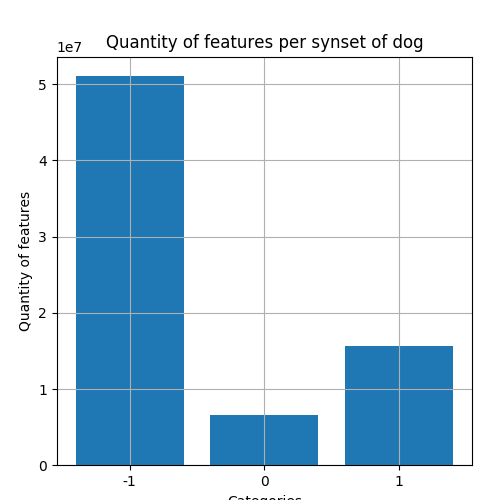 Quantity of features per synset of dog
1e7
5
4
3
2
1
0
Quantity of features
-1 0 1
Categories